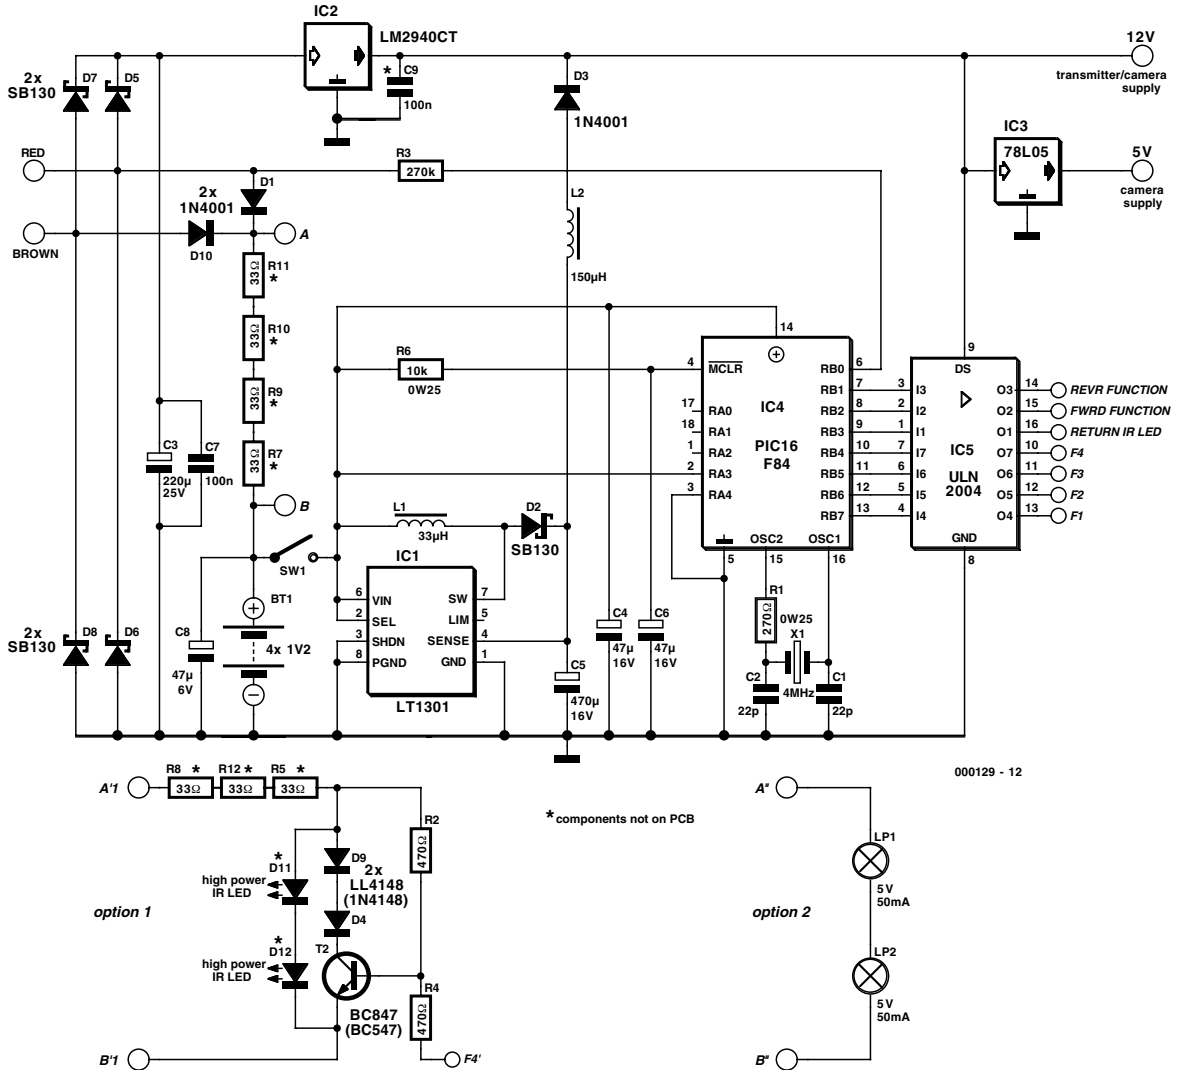 IC2
LM2940CT
12V
transmitter/camera
supply
2x
SB130
D7
D5
*
C9
100n
D3
1N4001
IC3
78L05
5V
camera
supply
RED
R3
270k
D1
2x
1N4001
A
L2
BROWN
D10
33Ω
R11
*
150µH
33Ω
R10
*
14
R6
10k
0W25
4
MCLR
RB0
6
9
DS
33Ω
R9
*
17
RA0
IC4
RB1
7
3
I3
O3
14
REVR FUNCTION
18
RA1
PIC16
F84
RB2
8
2
I2
O2
15
FWRD FUNCTION
1
RA2
RB3
9
1
I1
O1
16
RETURN IR LED
2
RA3
RB4
10
7
I7
IC5
O7
10
F4
3
RA4
RB5
11
6
I6
ULN
2004
O6
11
F3
RB6
12
5
I5
O5
12
F2
RB7
13
4
I4
O4
13
F1
OSC2
OSC1
GND
5
15
16
8
C3
220µ
25V
C7
100n
33Ω
R7
*
B
L1
33µH
D2
SB130
SW1
IC1
6
VIN
SW
7
2
SEL
LIM
5
3
SHDN
SENSE
4
8
PGND
GND
1
LT1301
2x
SB130
D8
D6
C8
47µ
6V
BT1
4x 1V2
C5
470µ
16V
C4
47µ
16V
C6
47µ
16V
R1
270Ω
0W25
X1
4MHz
C2
22p
C1
22p
000129 - 12
A'1
R8 *
33Ω
R12 *
33Ω
R5 *
33Ω
* components not on PCB
A"
R2
470Ω
LP1
5V
50mA
*
D11
high power
IR LED
D9
2x
LL4148
(1N4148)
option 1
option 2
D4
*
D12
high power
IR LED
T2
BC847
(BC547)
R4
470Ω
LP2
5V
50mA
B'1
F4'
B"